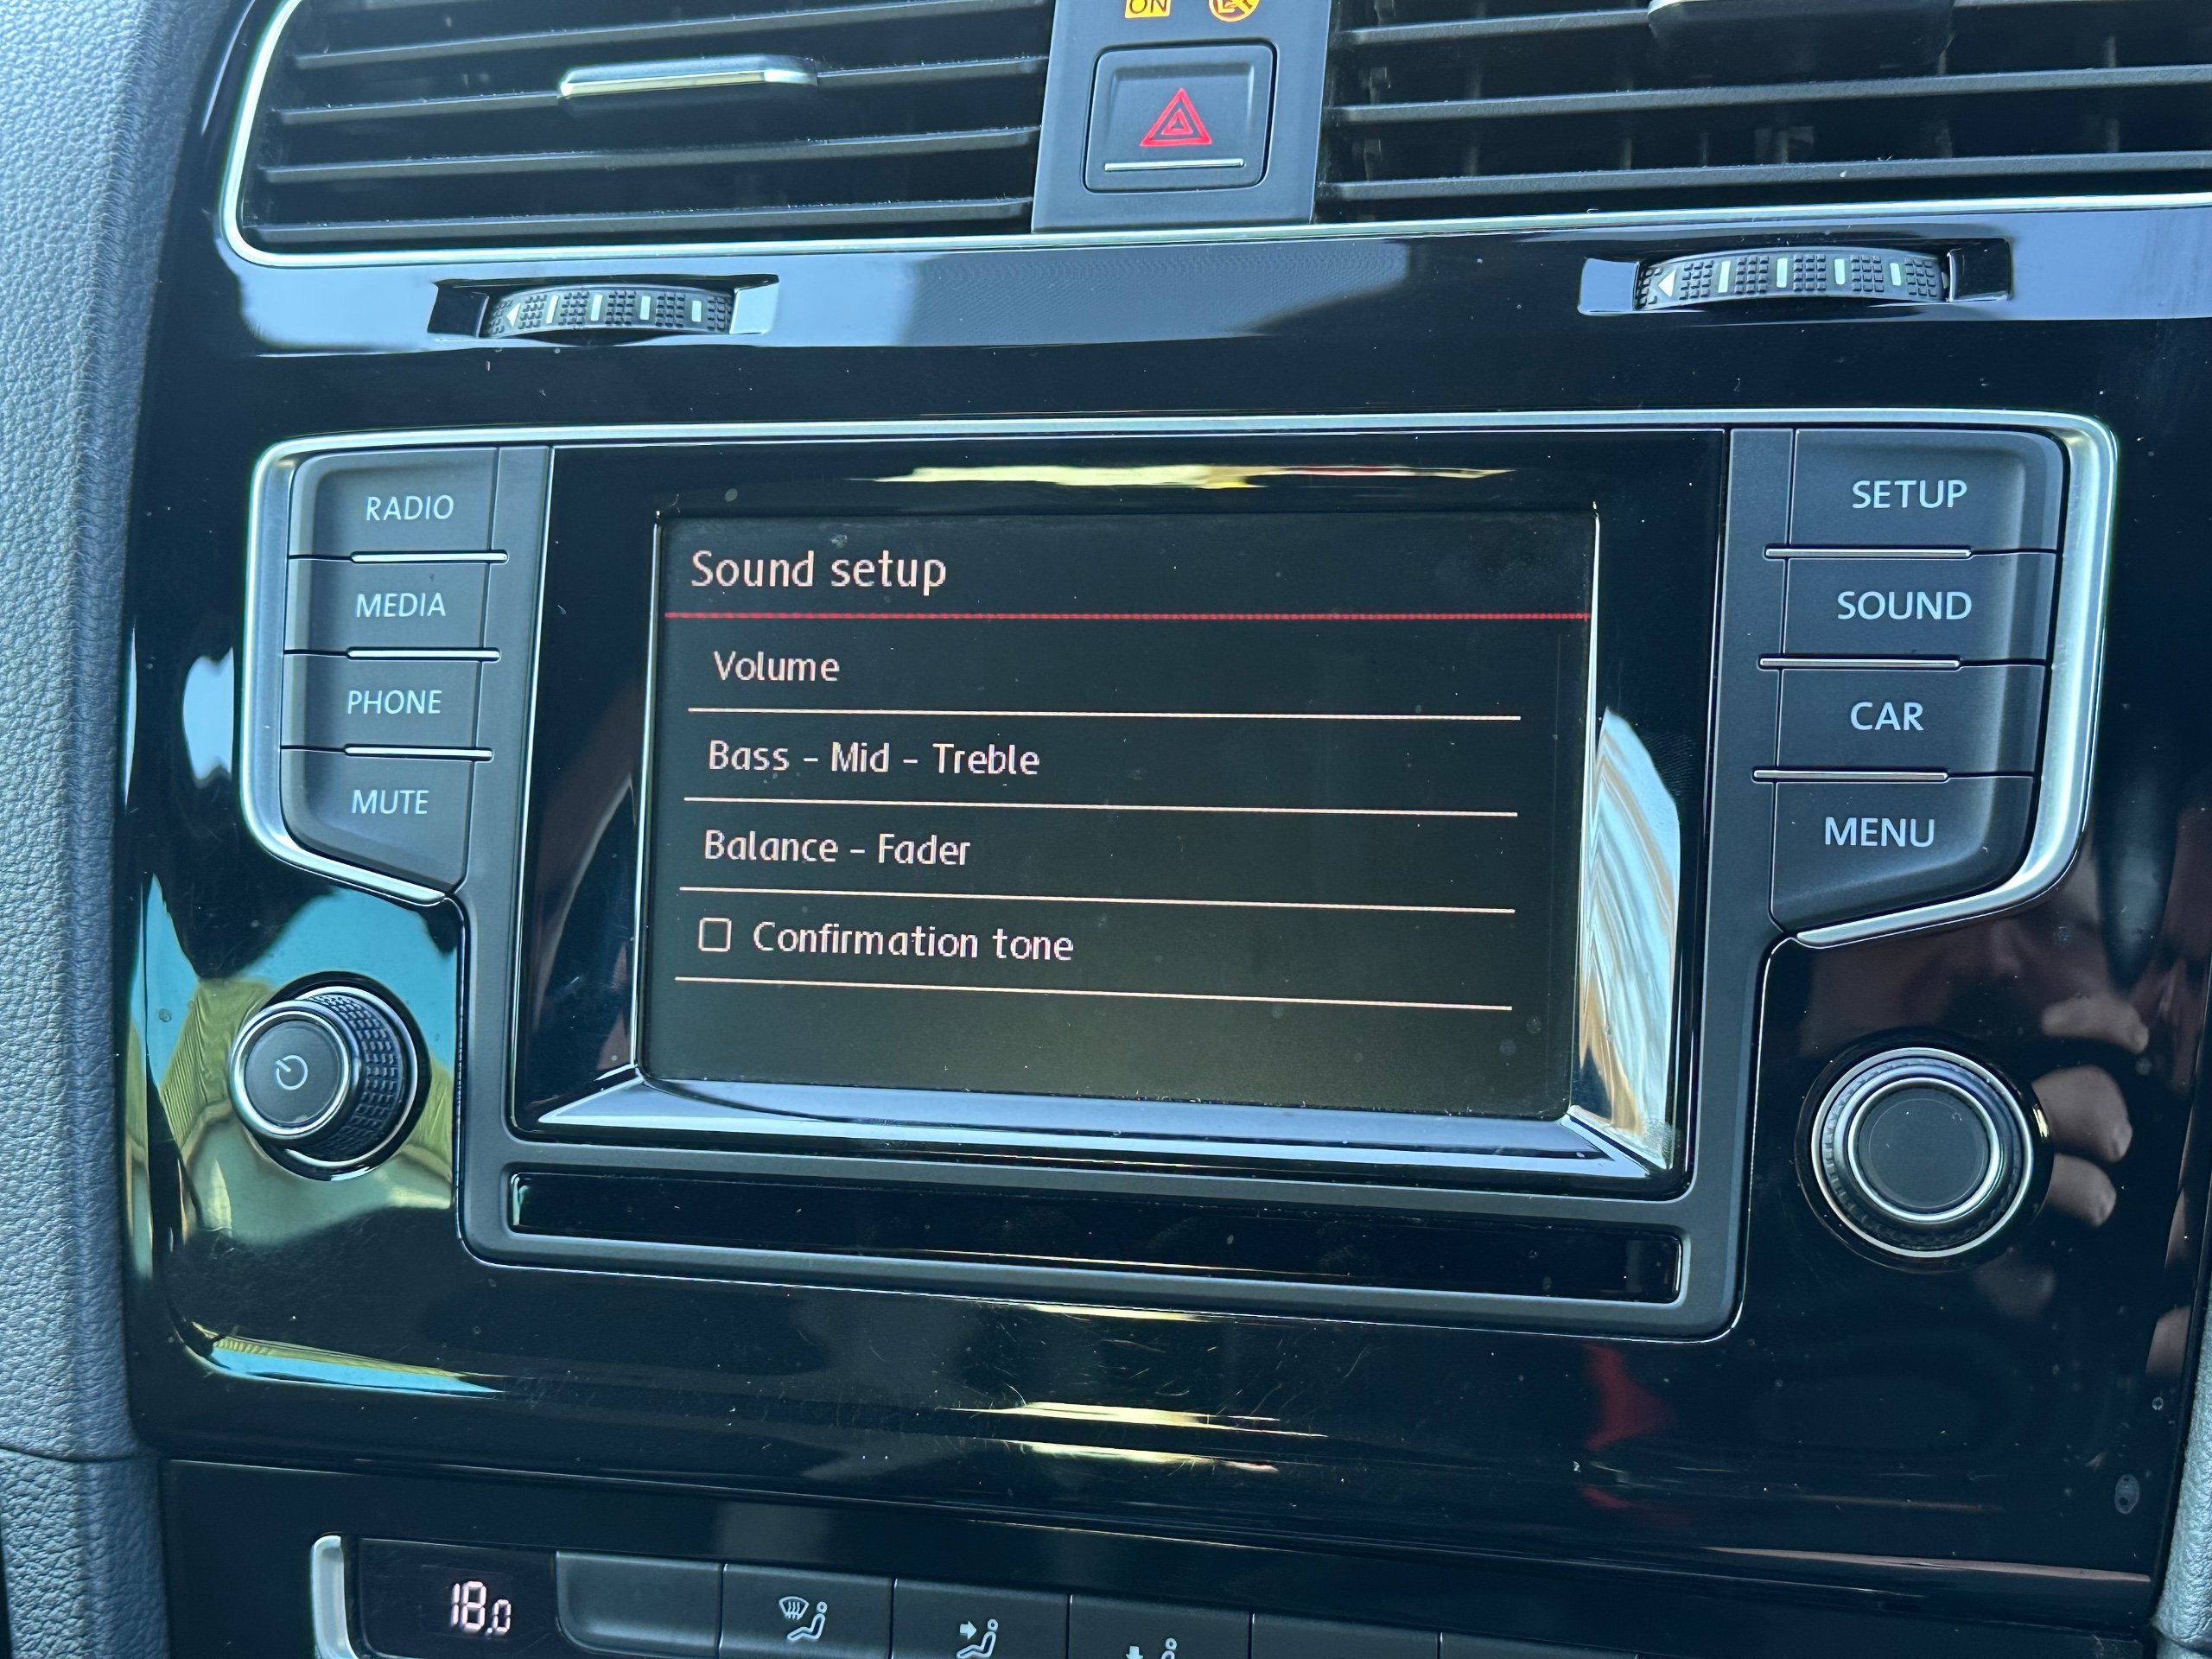 ON
RADIO
MEDIA
PHONE
MUTE
Sound setup
Volume
Bass - Mid - Treble
Balance - Fader
Confirmation tone
SETUP
SOUND
CAR
MENU
18.0